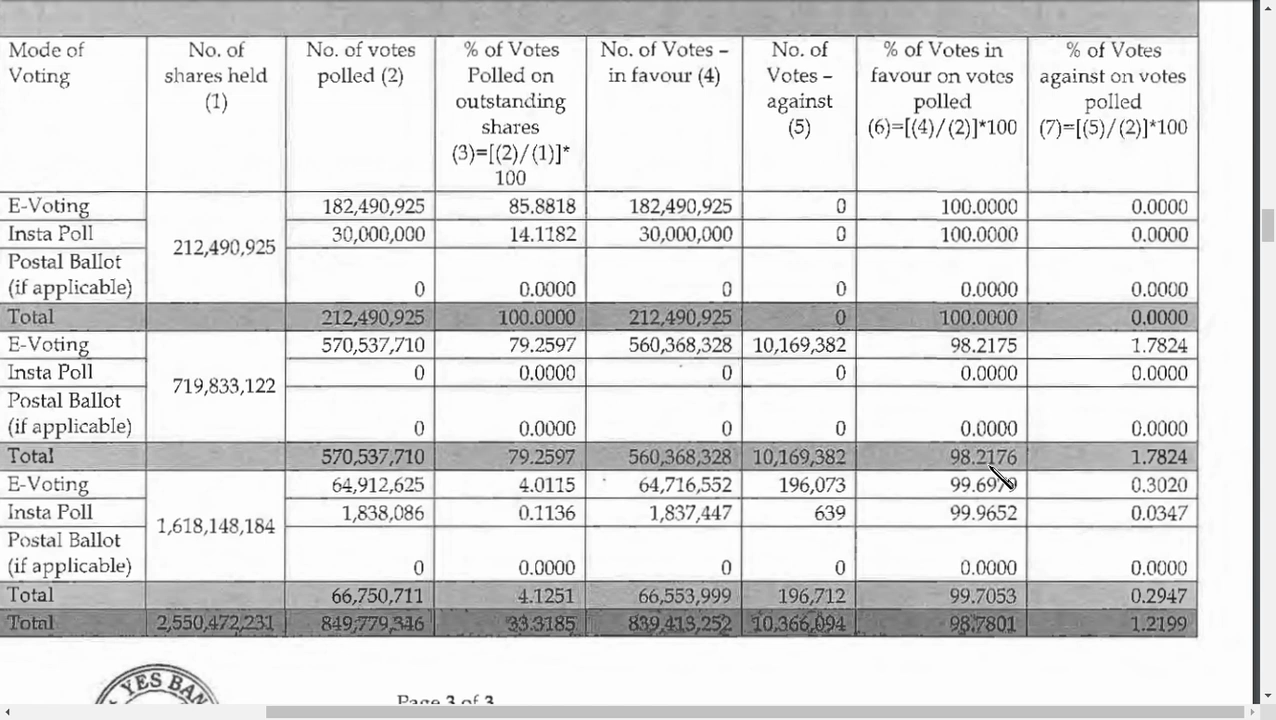 Mode of Voting | No. of shares held (1) | No. of votes polled (2) | % of Votes Polled on outstanding shares (3)=[(2)/(1)]* 100 | No. of Votes – in favour (4) | No. of Votes – against (5) | % of Votes in favour on votes polled (6)=[(4)/(2)]*100 | % of Votes against on votes polled (7)=[(5)/(2)]*100
E-Voting | 212,490,925 | 182,490,925 | 85.8818 | 182,490,925 | 0 | 100.0000 | 0.0000
Insta Poll | 30,000,000 | 14.1182 | 30,000,000 | 0 | 100.0000 | 0.0000
Postal Ballot (if applicable) | 0 | 0.0000 | 0 | 0 | 0.0000 | 0.0000
Total | 212,490,925 | 100.0000 | 212,490,925 | 0 | 100.0000 | 0.0000
E-Voting | 719,833,122 | 570,537,710 | 79.2597 | 560,368,328 | 10,169,382 | 98.2175 | 1.7824
Insta Poll | 0 | 0.0000 | 0 | 0 | 0.0000 | 0.0000
Postal Ballot (if applicable) | 0 | 0.0000 | 0 | 0 | 0.0000 | 0.0000
Total | 570,537,710 | 79.2597 | 560,368,328 | 10,169,382 | 98.2176 | 1.7824
E-Voting | 1,618,148,184 | 64,912,625 | 4.0115 | 64,716,552 | 196,073 | 99.6979 | 0.3020
Insta Poll | 1,838,086 | 0.1136 | 1,837,447 | 639 | 99.9652 | 0.0347
Postal Ballot (if applicable) | 0 | 0.0000 | 0 | 0 | 0.0000 | 0.0000
Total | 66,750,711 | 4.1251 | 66,553,999 | 196,712 | 99.7053 | 0.2947
Total | 2,550,472,231 | 849,779,346 | 33.3185 | 839,413,252 | 10,366,094 | 98.7801 | 1.2199
YES BAN
Page 3 of 3